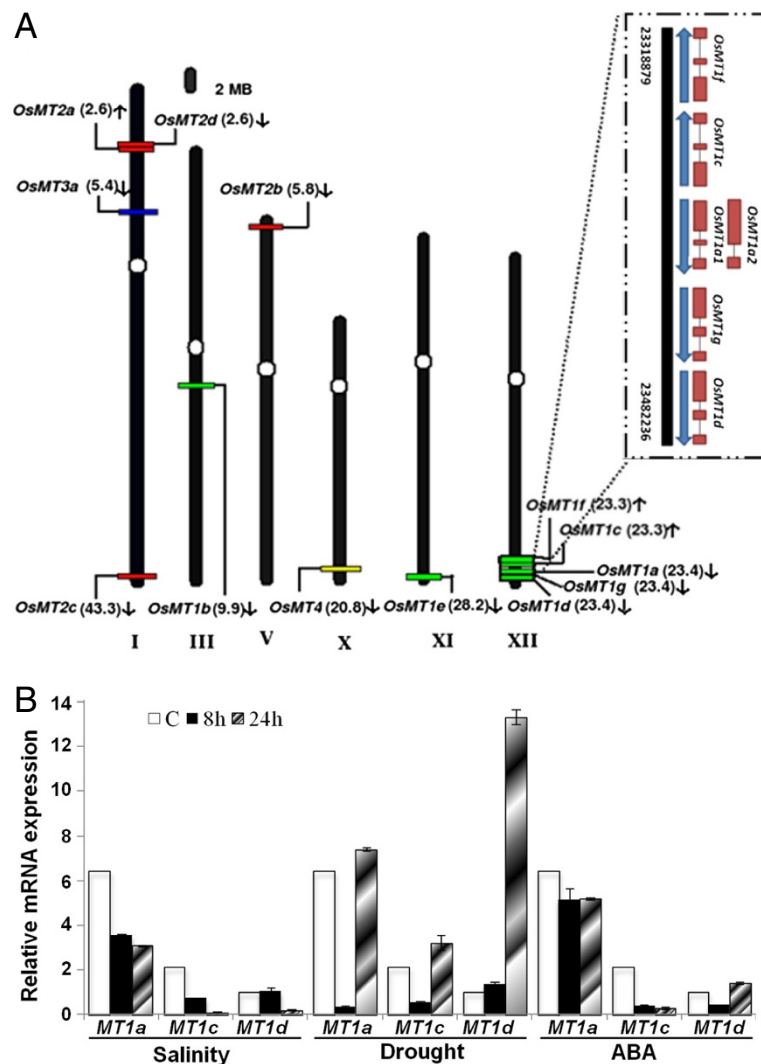 A
2 MB
OsMT2a (2.6)↑
OsMT2d (2.6)↓
OsMT3a (5.4)↓
OsMT2b (5.8)↓
23318879
23482236
OsMT1f
OsMT1c
OsMT1a1
OsMT1a2
OsMT1g
OsMT1d
OsMT1f (23.3)↑
OsMT1c (23.3)↑
OsMT1a (23.4)↓
OsMT1g (23.4)↓
OsMT2c (43.3)↓ OsMT1b (9.9)↓ OsMT4 (20.8)↓ OsMT1e (28.2)↓ OsMT1d (23.4)↓
I III V X XI XII
B
Relative mRNA expression
14
12
10
8
6
4
2
0
C 8h 24h
MT1a MT1c MT1d MT1a MT1c MT1d MT1a MT1c MT1d
Salinity Drought ABA